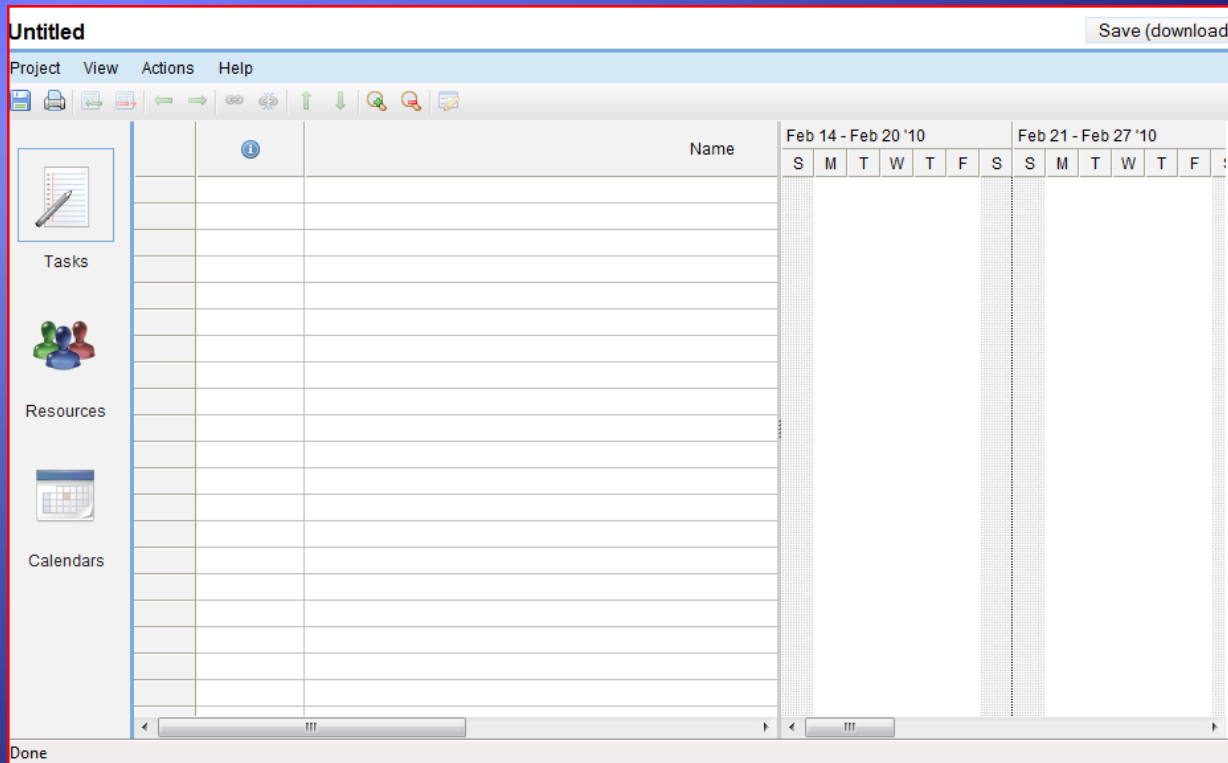 Untitled
Save (download
Project View Actions Help
Name
Feb 14 - Feb 20 '10 Feb 21 - Feb 27 '10
S M T W T F S S M T W T F
Tasks
Resources
Calendars
Done